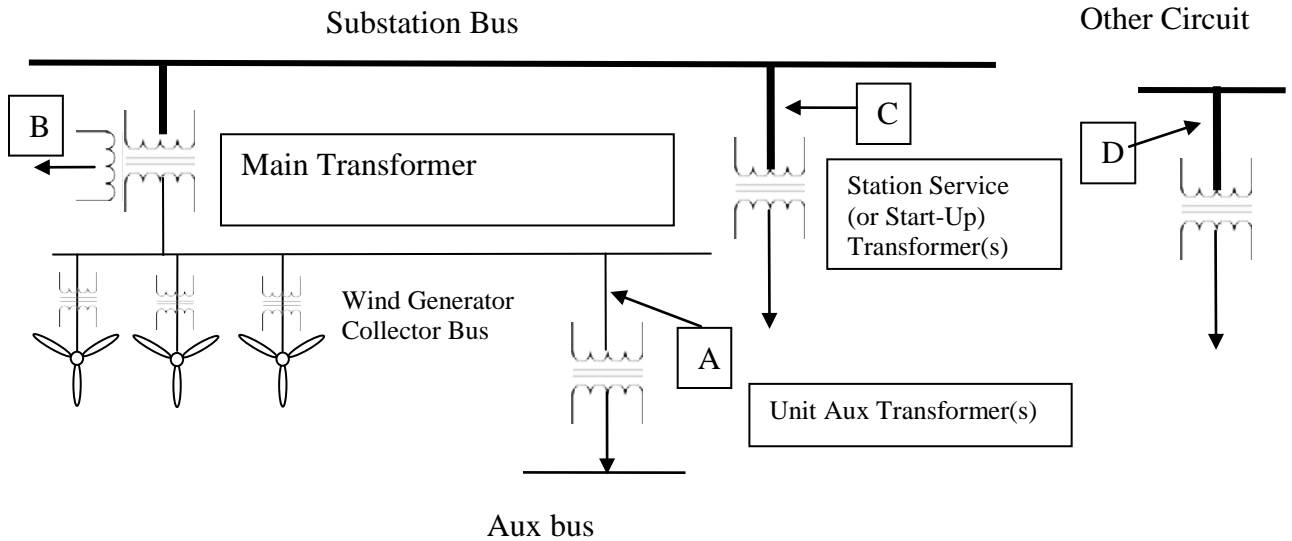 Substation Bus
Other Circuit
B
C
D
Main Transformer
Station Service
(or Start-Up)
Transformer(s)
Wind Generator
Collector Bus
A
Unit Aux Transformer(s)
Aux bus